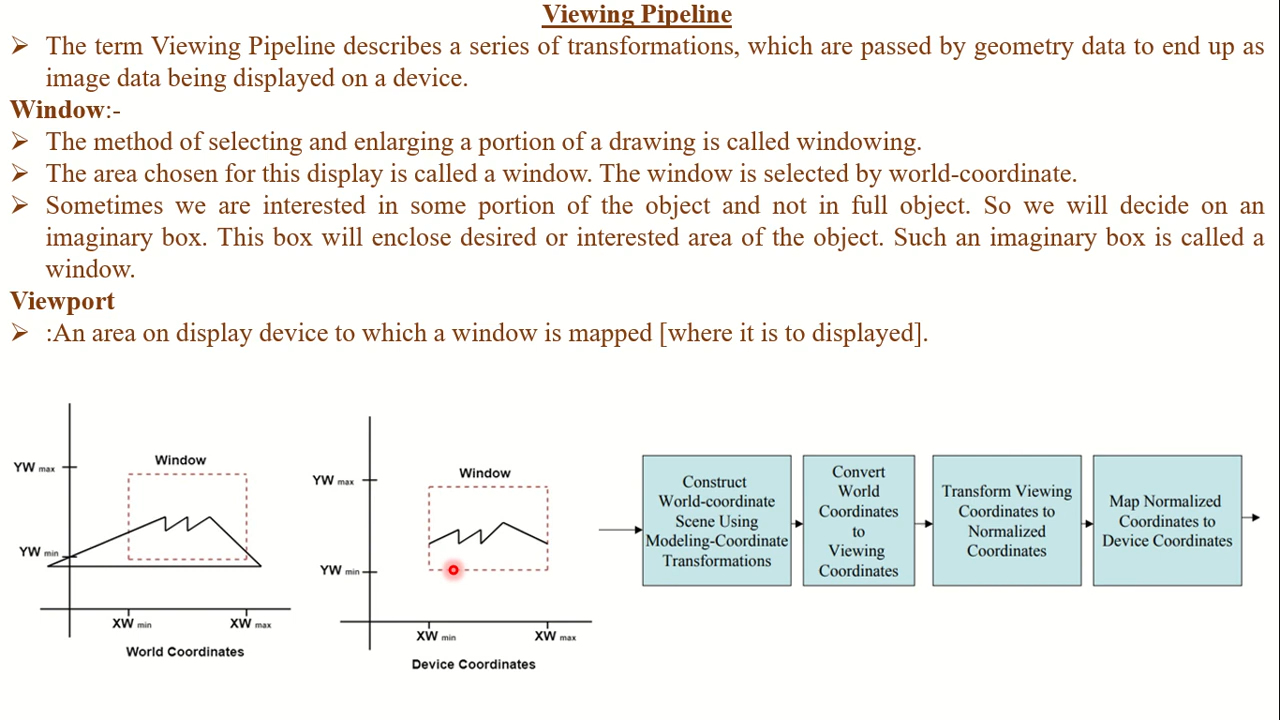 Viewing Pipeline
➢ The term Viewing Pipeline describes a series of transformations, which are passed by geometry data to end up as
image data being displayed on a device.
Window:-
➢ The method of selecting and enlarging a portion of a drawing is called windowing.
➢ The area chosen for this display is called a window. The window is selected by world-coordinate.
➢ Sometimes we are interested in some portion of the object and not in full object. So we will decide on an
imaginary box. This box will enclose desired or interested area of the object. Such an imaginary box is called a
window.
Viewport
➢ :An area on display device to which a window is mapped [where it is to displayed].
YW max
Window
YW min
XW min
XW max
World Coordinates
YW max
Window
YW min
XW min
XW max
Device Coordinates
Construct
World-coordinate
Scene Using
Modeling-Coordinate
Transformations
Convert
World
Coordinates
to
Viewing
Coordinates
Transform Viewing
Coordinates to
Normalized
Coordinates
Map Normalized
Coordinates to
Device Coordinates